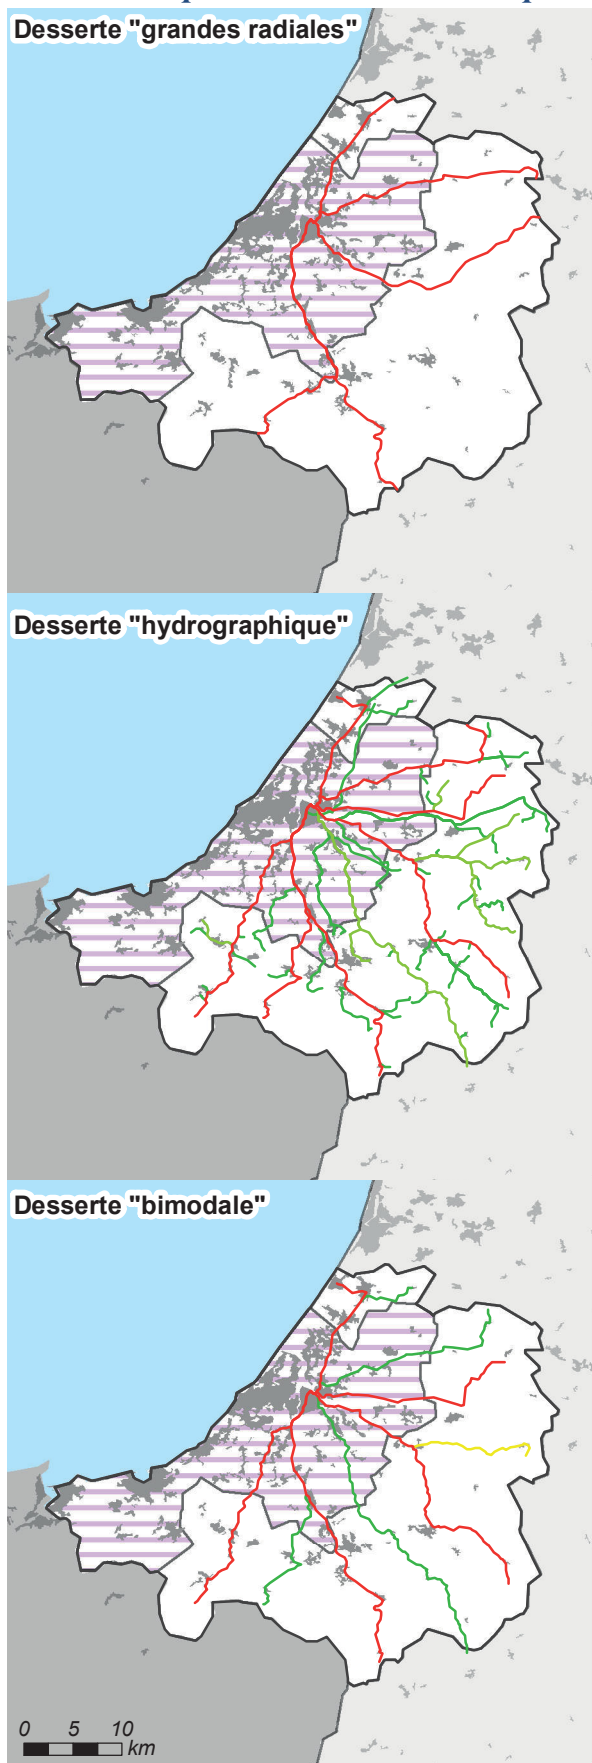 Desserte "grandes radiales"
Desserte "hydrographique"
Desserte "bimodale"
0 5 10
km